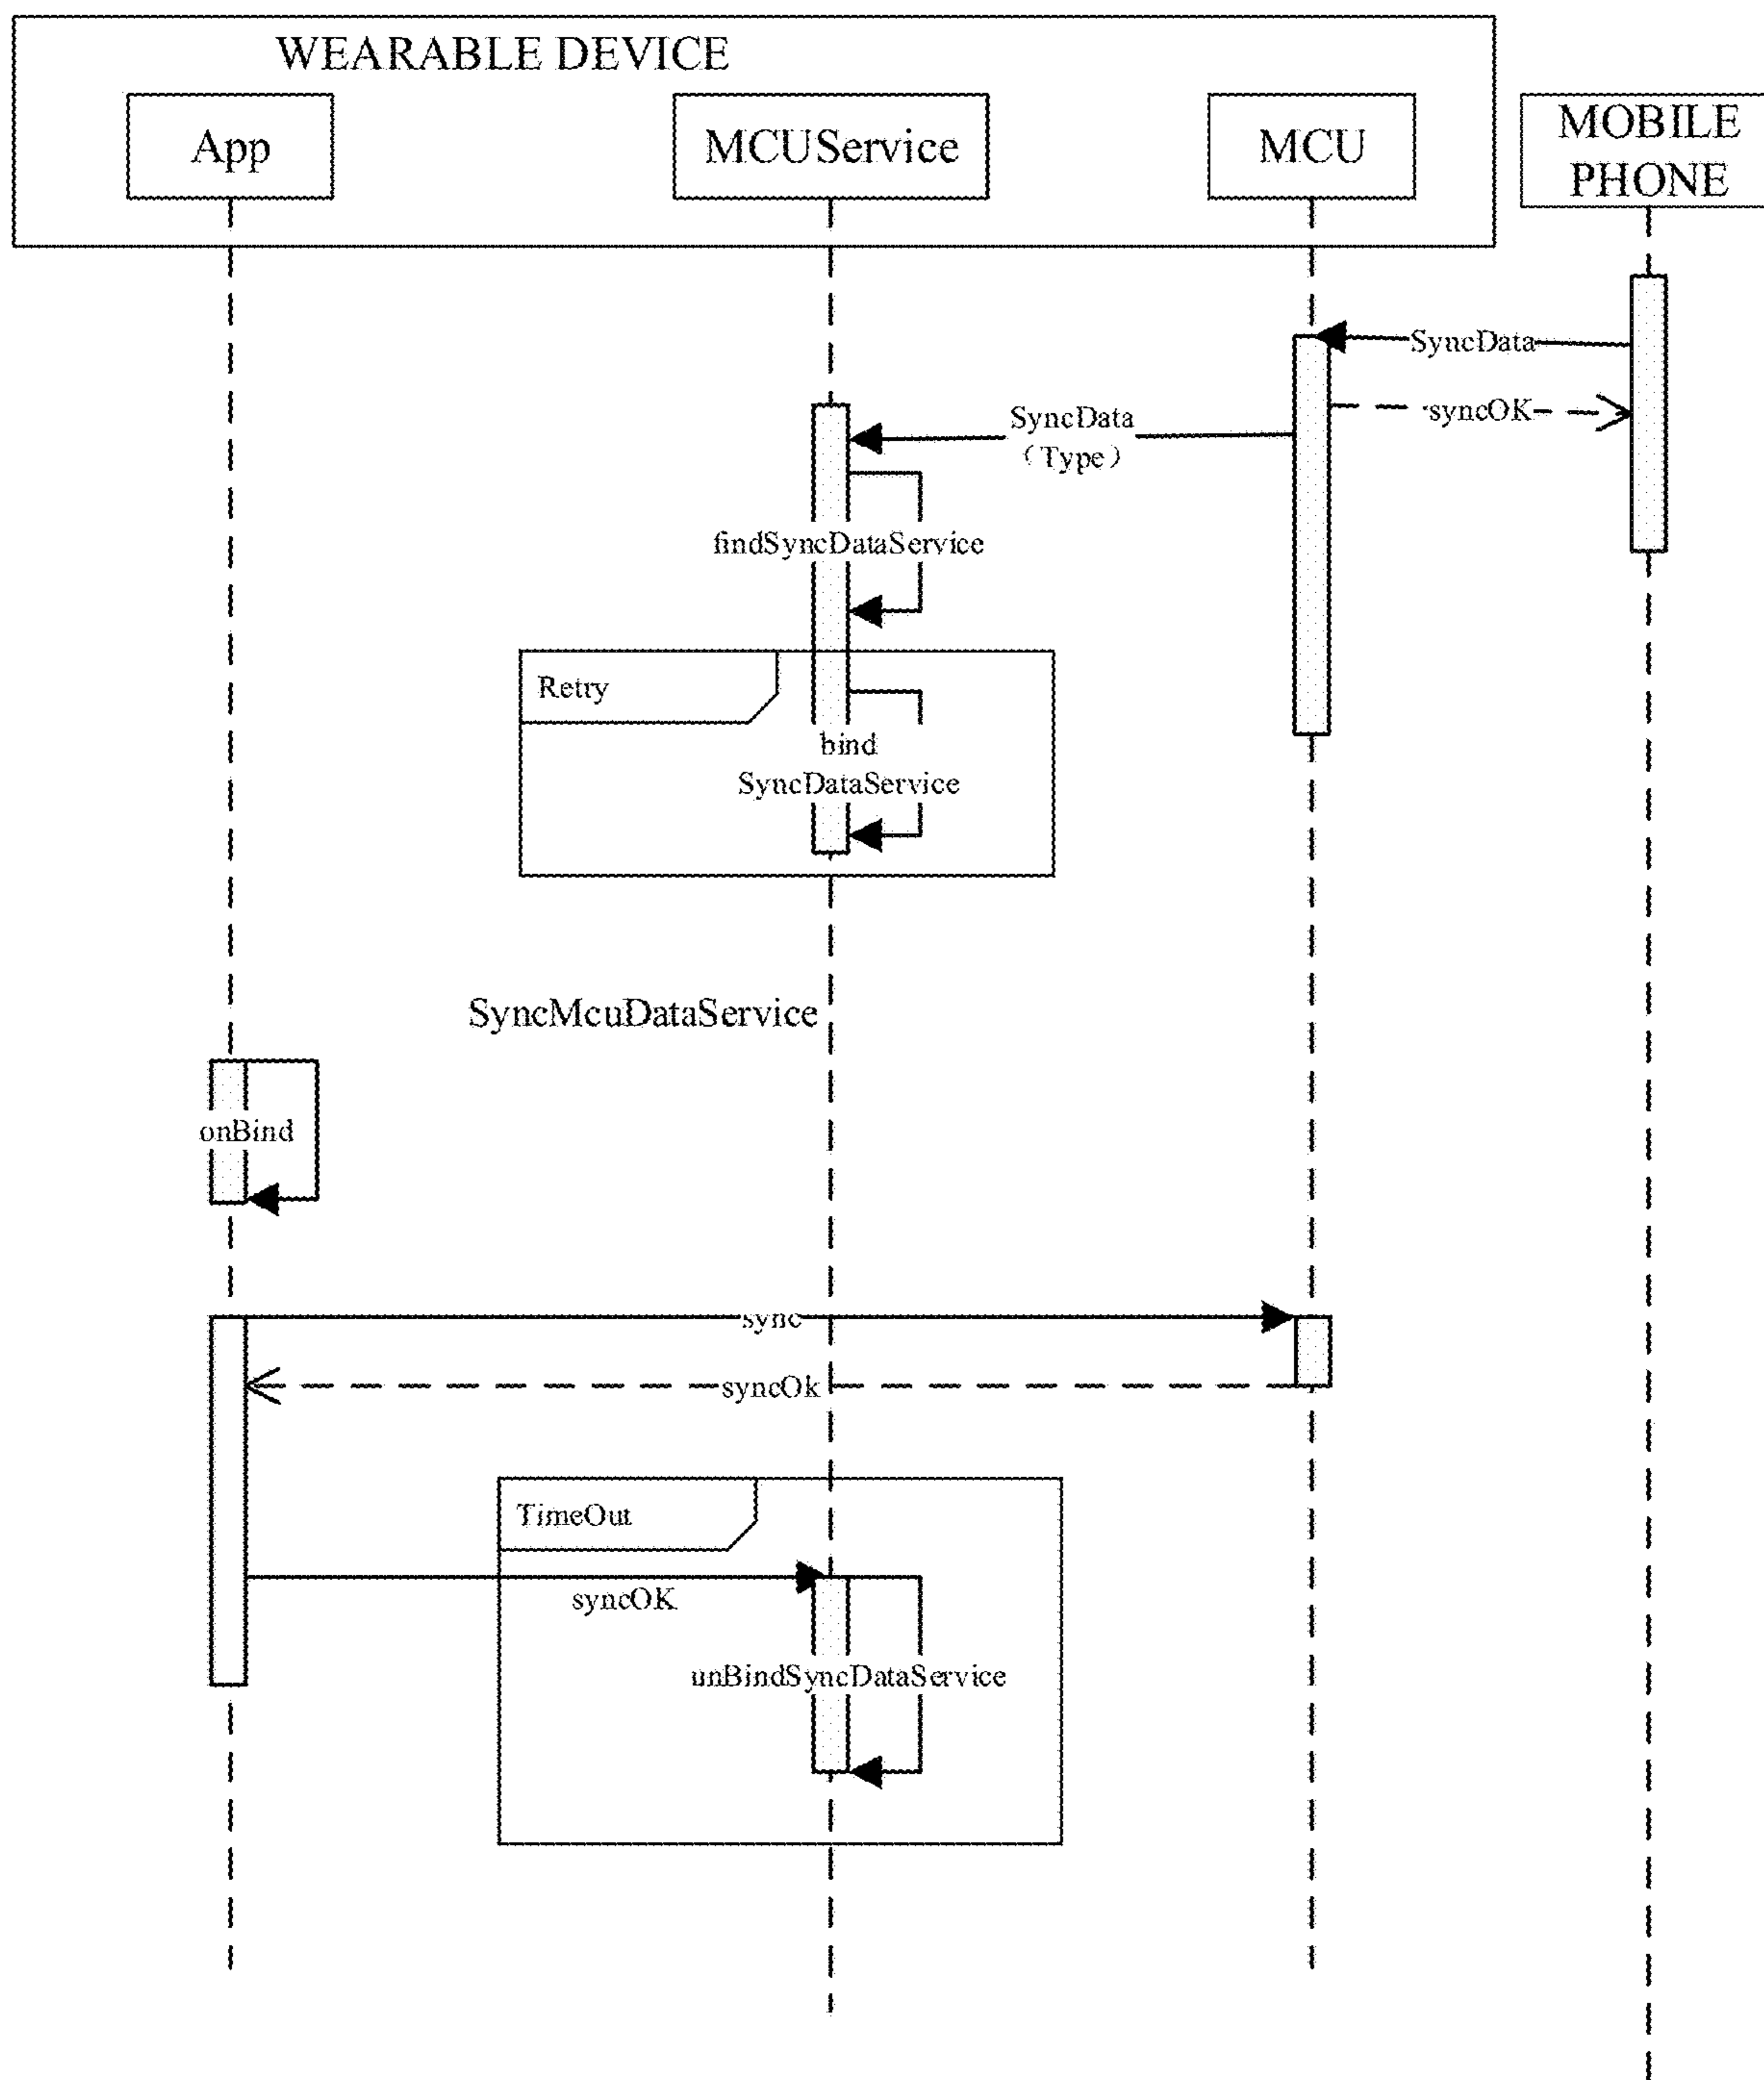 WEARABLE DEVICE
App
MCUService
MCU
MOBILE
PHONE
SyncData
syncOK
SyncData
（Type）
findSyncDataService
Retry
bind
SyncDataService
SyncMcuDataService
onBind
sync
syncOk
TimeOut
syncOK
unBindSyncDataService